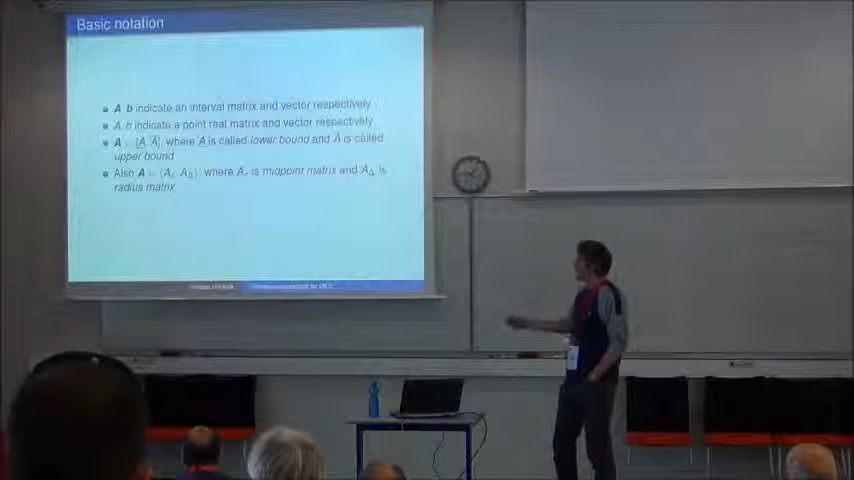 Basic notation
A b indicate an interval matrix and vector respectively
A, b indicate a point real matrix and vector respectively
A = [A, A], where A is called lower bound and A is called
upper bound
Also A = (Ac, AΔ), where Ac is midpoint matrix and AΔ is
radius matrix